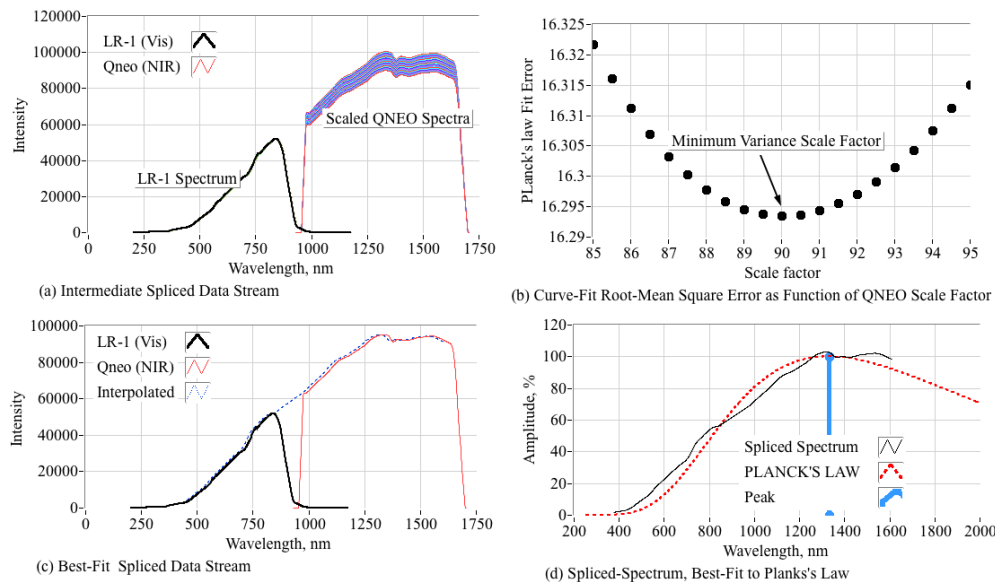 120000
100000
80000
60000
40000
20000
0
Intensity
LR-1 (Vis)
Qneo (NIR)
Scaled QNEO Spectra
LR-1 Spectrum
0 250 500 750 1000 1250 1500 1750
Wavelength, nm
(a) Intermediate Spliced Data Stream
16.325
16.32
16.315
16.31
16.305
16.3
16.295
16.29
PLanck's law Fit Error
Minimum Variance Scale Factor
85 86 87 88 89 90 91 92 93 94 95
Scale factor
(b) Curve-Fit Root-Mean Square Error as Function of QNEO Scale Factor
100000
80000
60000
40000
20000
0
Intensity
LR-1 (Vis)
Qneo (NIR)
Interpolated
0 250 500 750 1000 1250 1500 1750
Wavelength, nm
(c) Best-Fit Spliced Data Stream
120
100
80
60
40
20
0
Amplitude, %
Spliced Spectrum
PLANCK'S LAW
Peak
200 400 600 800 1000 1200 1400 1600 1800 2000
Wavelength, nm
(d) Spliced-Spectrum, Best-Fit to Planks's Law